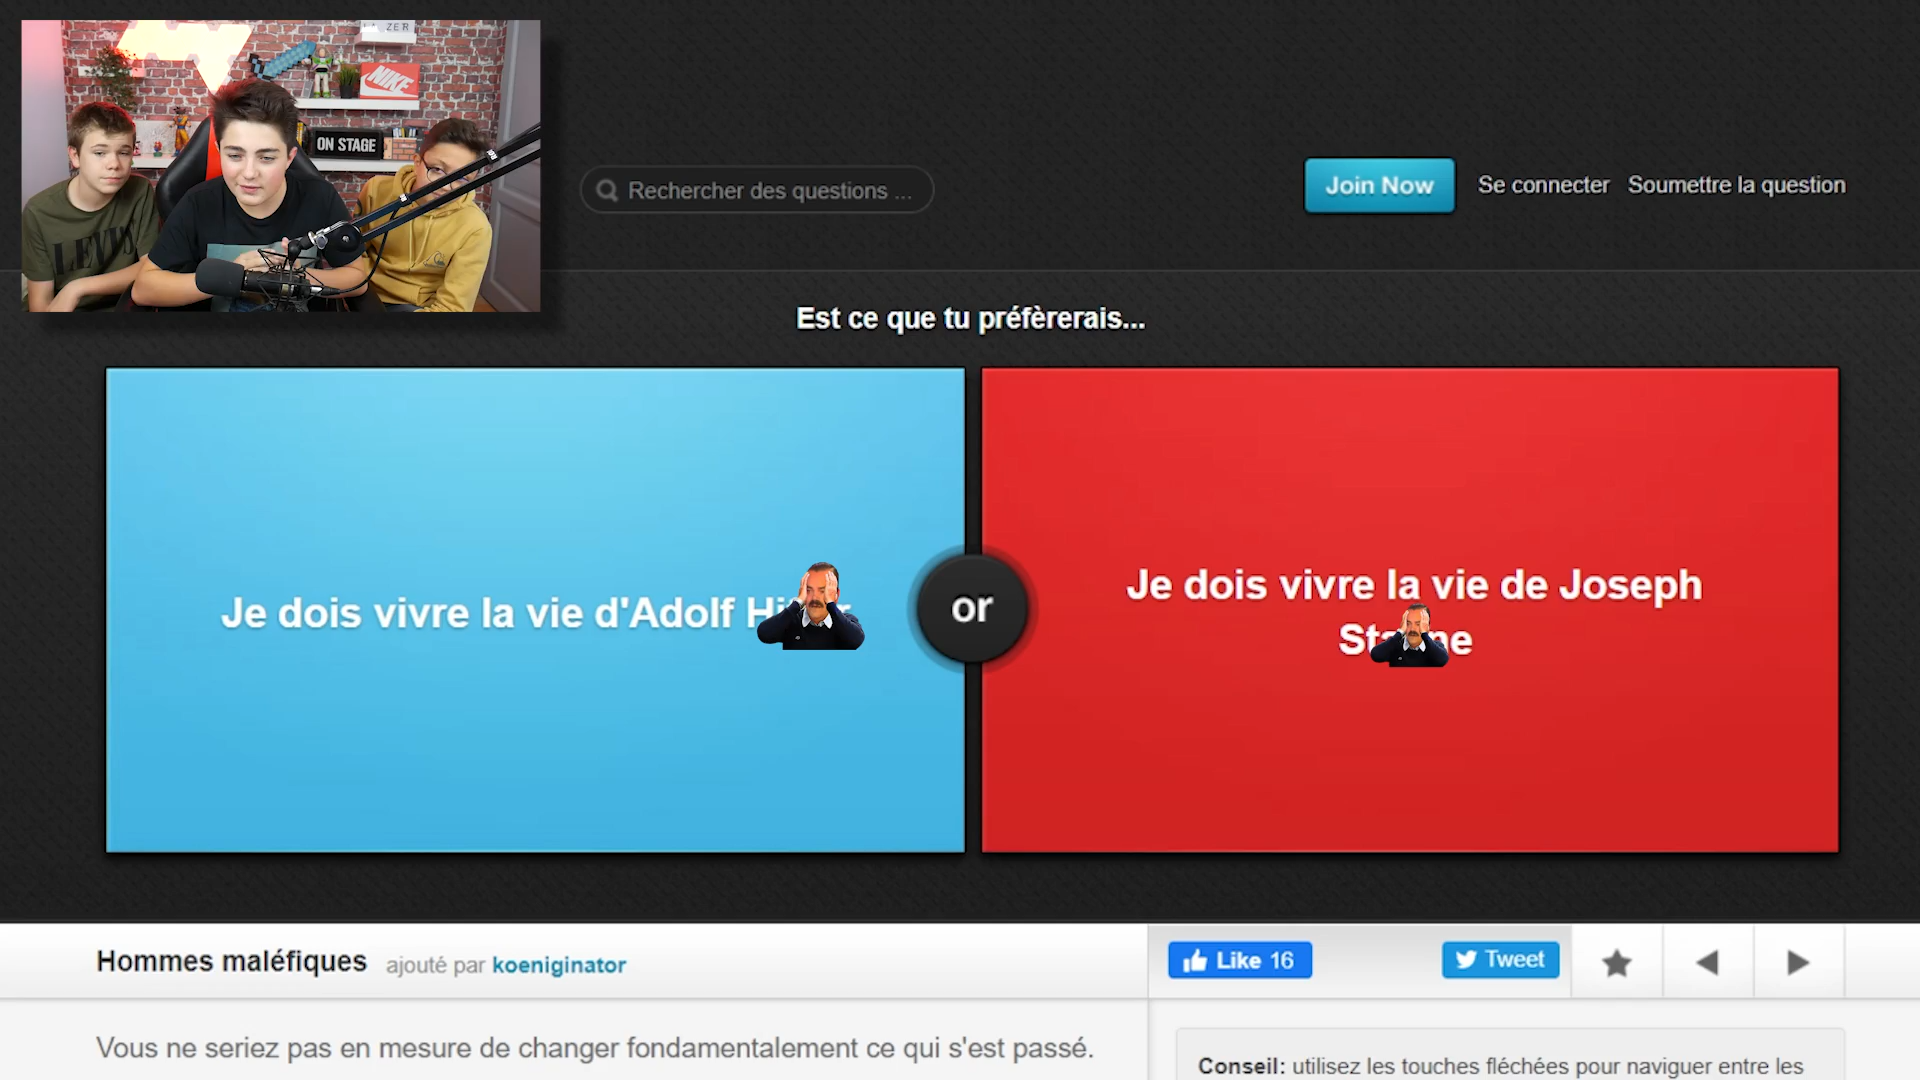 LA ZER
NIKE
ON STAGE
LEVI'S
Rechercher des questions ...
Join Now
Se connecter
Soumettre la question
Est ce que tu préfèrerais...
Je dois vivre la vie d'Adolf
or
Je dois vivre la vie de Joseph
Hommes maléfiques ajouté par koeniginator
Like 16
Tweet
Vous ne seriez pas en mesure de changer fondamentalement ce qui s'est passé.
Conseil: utilisez les touches fléchées pour naviguer entre les